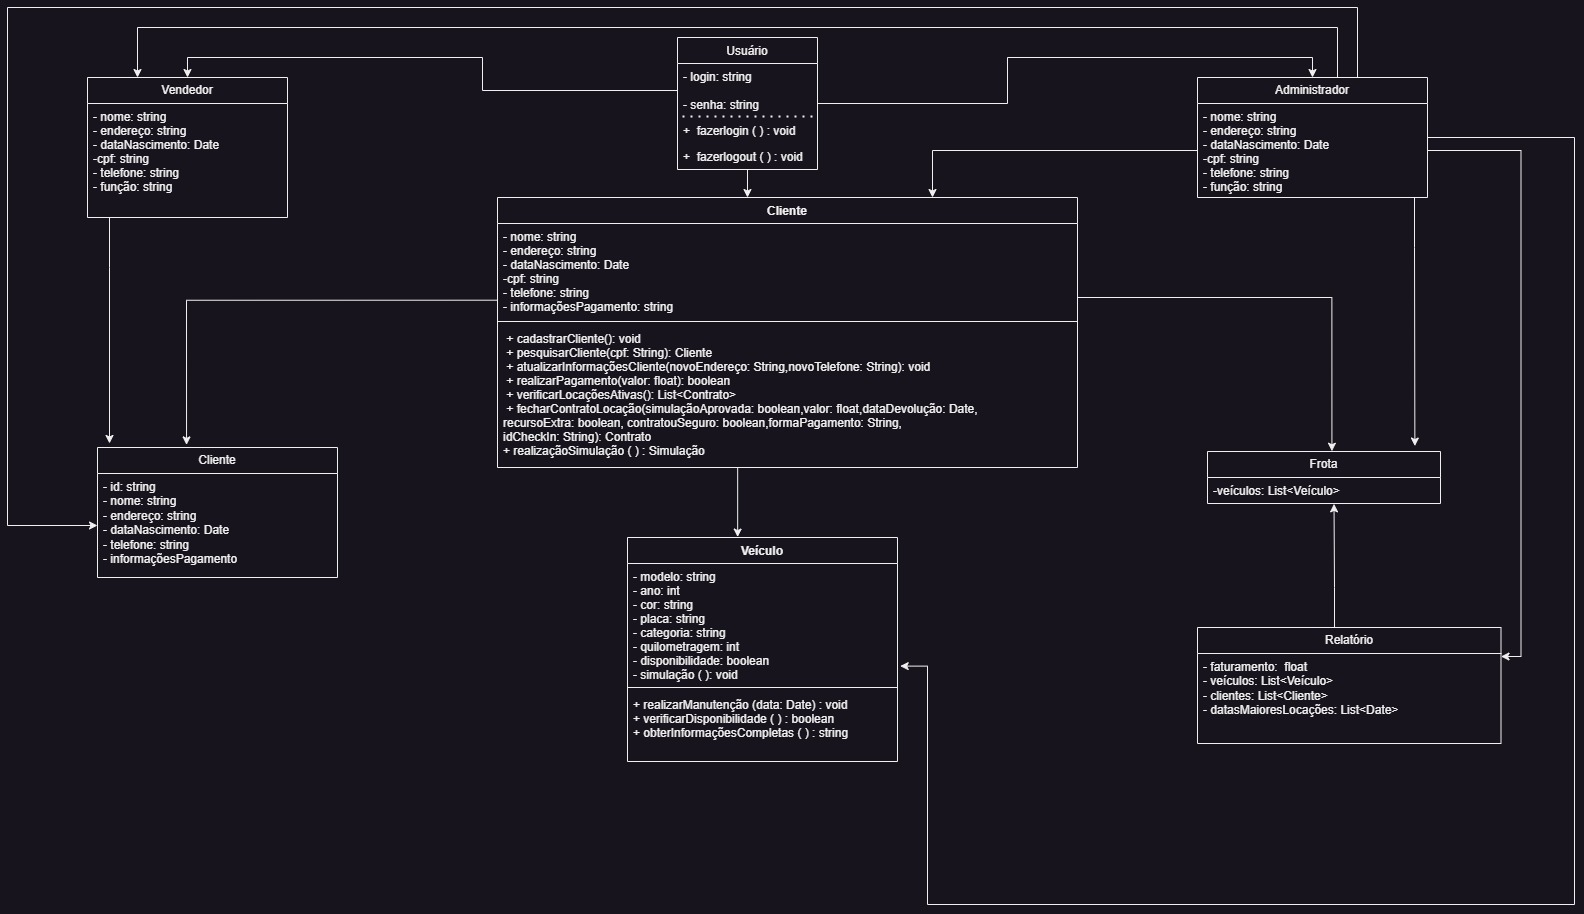 Usuário
- login: string
- senha: string
+ fazerlogin ( ) : void
+ fazerlogout ( ) : void
Vendedor
- nome: string
- endereço: string
- dataNascimento: Date
-cpf: string
- telefone: string
- função: string
Administrador
- nome: string
- endereço: string
- dataNascimento: Date
-cpf: string
- telefone: string
- função: string
Cliente
- nome: string
- endereço: string
- dataNascimento: Date
-cpf: string
- telefone: string
- informaçõesPagamento: string
+ cadastrarCliente(): void
+ pesquisarCliente(cpf: String): Cliente
+ atualizarInformaçõesCliente(novoEndereço: String,novoTelefone: String): void
+ realizarPagamento(valor: float): boolean
+ verificarLocaçõesAtivas(): List<Contrato>
+ fecharContratoLocação(simulaçãoAprovada: boolean,valor: float,dataDevolução: Date,
recursoExtra: boolean, contratouSeguro: boolean,formaPagamento: String,
idCheckIn: String): Contrato
+ realizaçãoSimulação ( ) : Simulação
Cliente
- id: string
- nome: string
- endereço: string
- dataNascimento: Date
- telefone: string
- informaçõesPagamento
Frota
-veículos: List<Veículo>
Veículo
- modelo: string
- ano: int
- cor: string
- placa: string
- categoria: string
- quilometragem: int
- disponibilidade: boolean
- simulação ( ): void
+ realizarManutenção (data: Date) : void
+ verificarDisponibilidade ( ) : boolean
+ obterInformaçõesCompletas ( ) : string
Relatório
- faturamento: float
- veículos: List<Veículo>
- clientes: List<Cliente>
- datasMaioresLocações: List<Date>